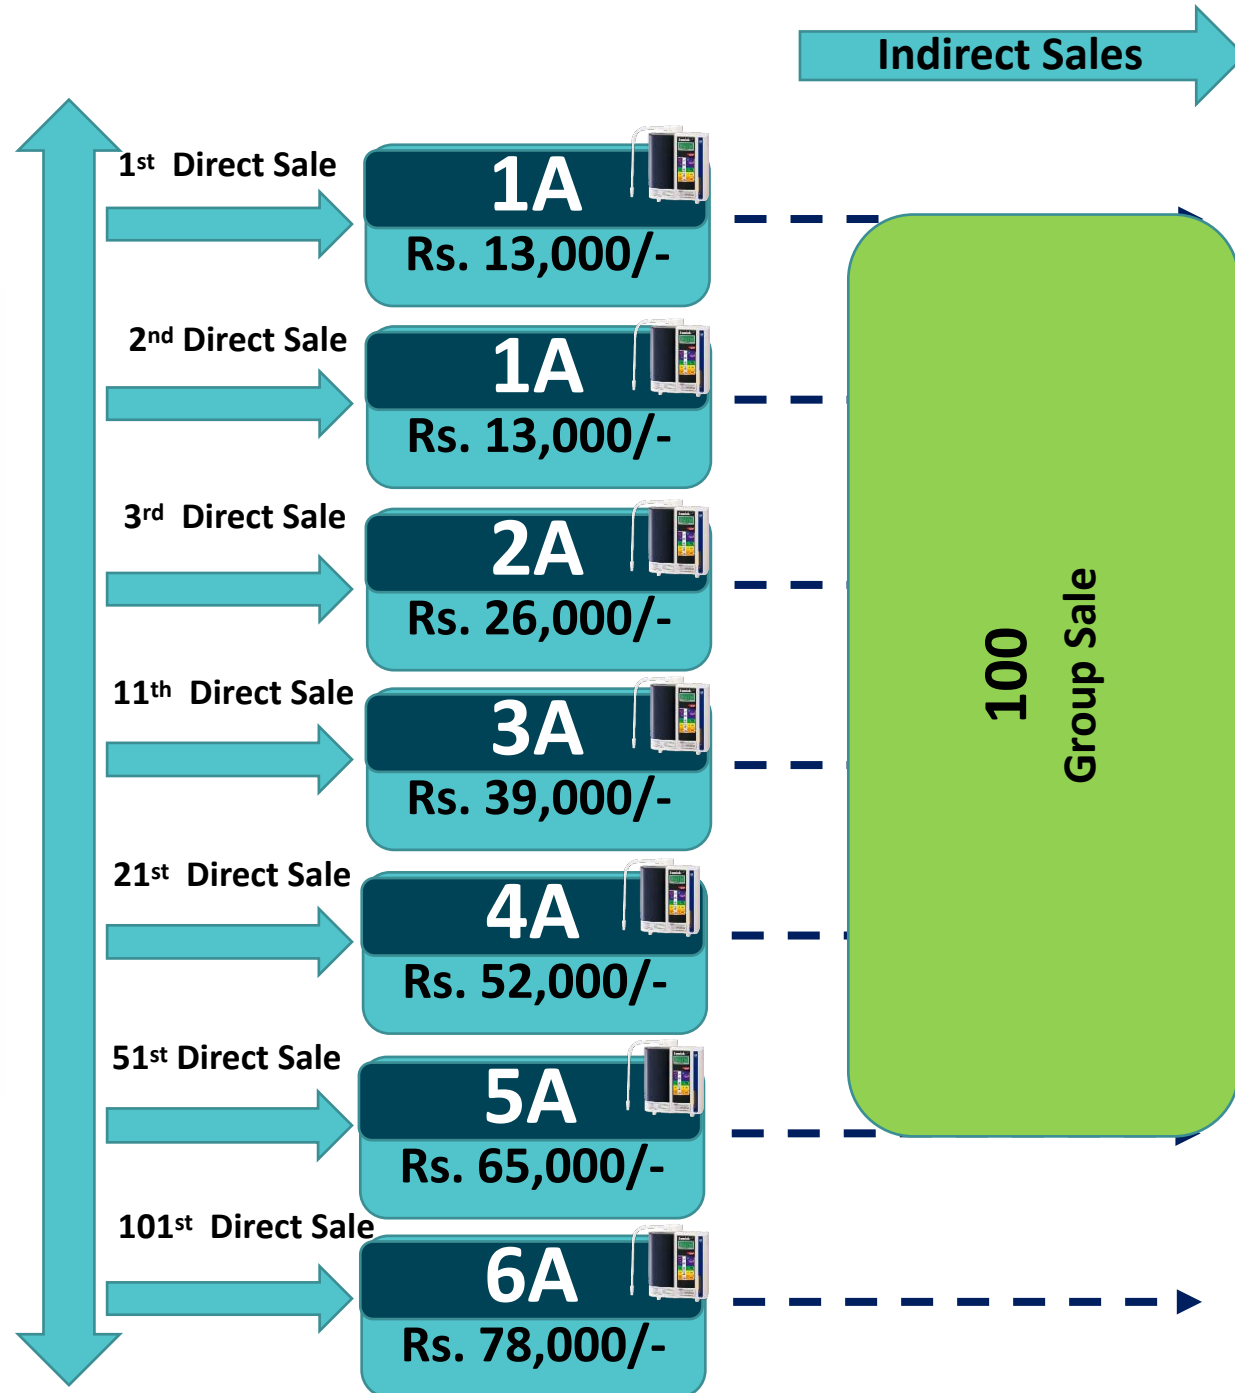 Indirect Sales
1st Direct Sale
1A
Rs. 13,000/-
2nd Direct Sale
1A
Rs. 13,000/-
3rd Direct Sale
2A
Rs. 26,000/-
11th Direct Sale
3A
Rs. 39,000/-
21st Direct Sale
4A
Rs. 52,000/-
51st Direct Sale
5A
Rs. 65,000/-
101st Direct Sale
6A
Rs. 78,000/-
100
Group Sale